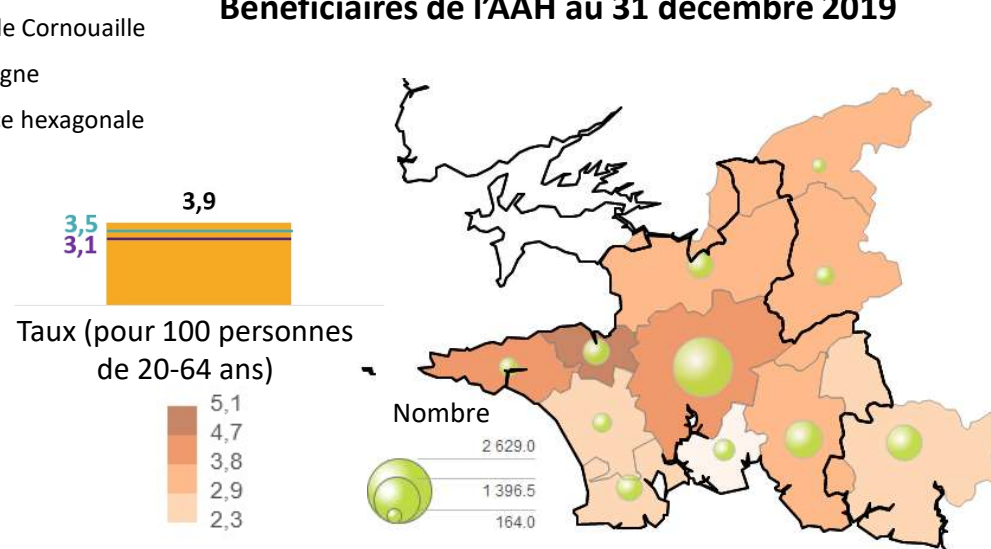 Bénéficiaires de l'AAH au 31 décembre 2019
de Cornouaille
hexagonale
3,9
3,5
3,1
Taux (pour 100 personnes
de 20-64 ans)
5,1
4,7
3,8
2,9
2,3
Nombre
2 629.0
1 396.5
164.0